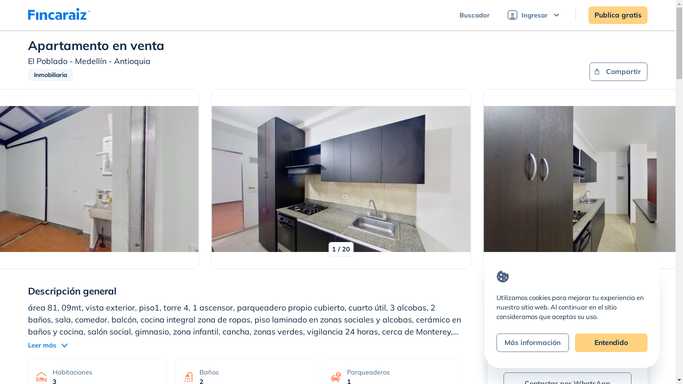 Fincaraiz
Buscador
Ingresar
Publica gratis
Apartamento en venta
El Poblado - Medellín - Antioquia
Inmobiliaria
Compartir
1 / 20
Descripción general
área 81, 09mt, vista exterior, piso1, torre 4, 1 ascensor, parqueadero propio cubierto, cuarto útil, 3 alcobas, 2
baños, sala, comedor, balcón, cocina integral zona de ropas, piso laminado en zonas sociales y alcobas, cerámico en
baños y cocina, salón social, gimnasio, zona infantil, cancha, zonas verdes, vigilancia 24 horas, cerca de Monterey,...
Leer más
Habitaciones
3
Baños
2
Parqueaderos
1
Utilizamos cookies para mejorar tu experiencia en
nuestro sitio web. Al continuar en el sitio
consideramos que aceptas su uso.
Más información
Entendido
Contactar por WhatsApp